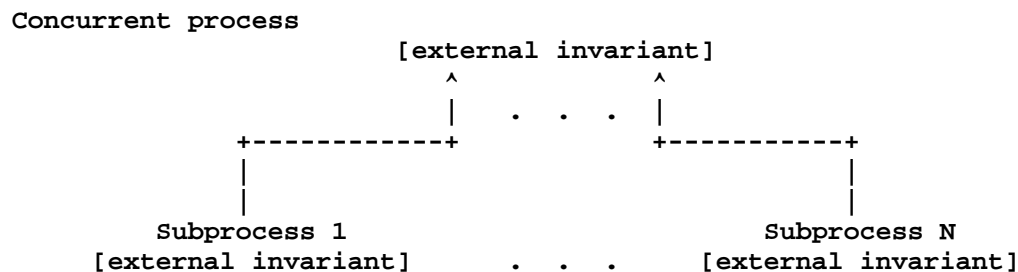 Concurrent process
[external invariant]
^ ^
| . . . |
+------------+ +-----------+
| |
| |
Subprocess 1 Subprocess N
[external invariant] . . . [external invariant]